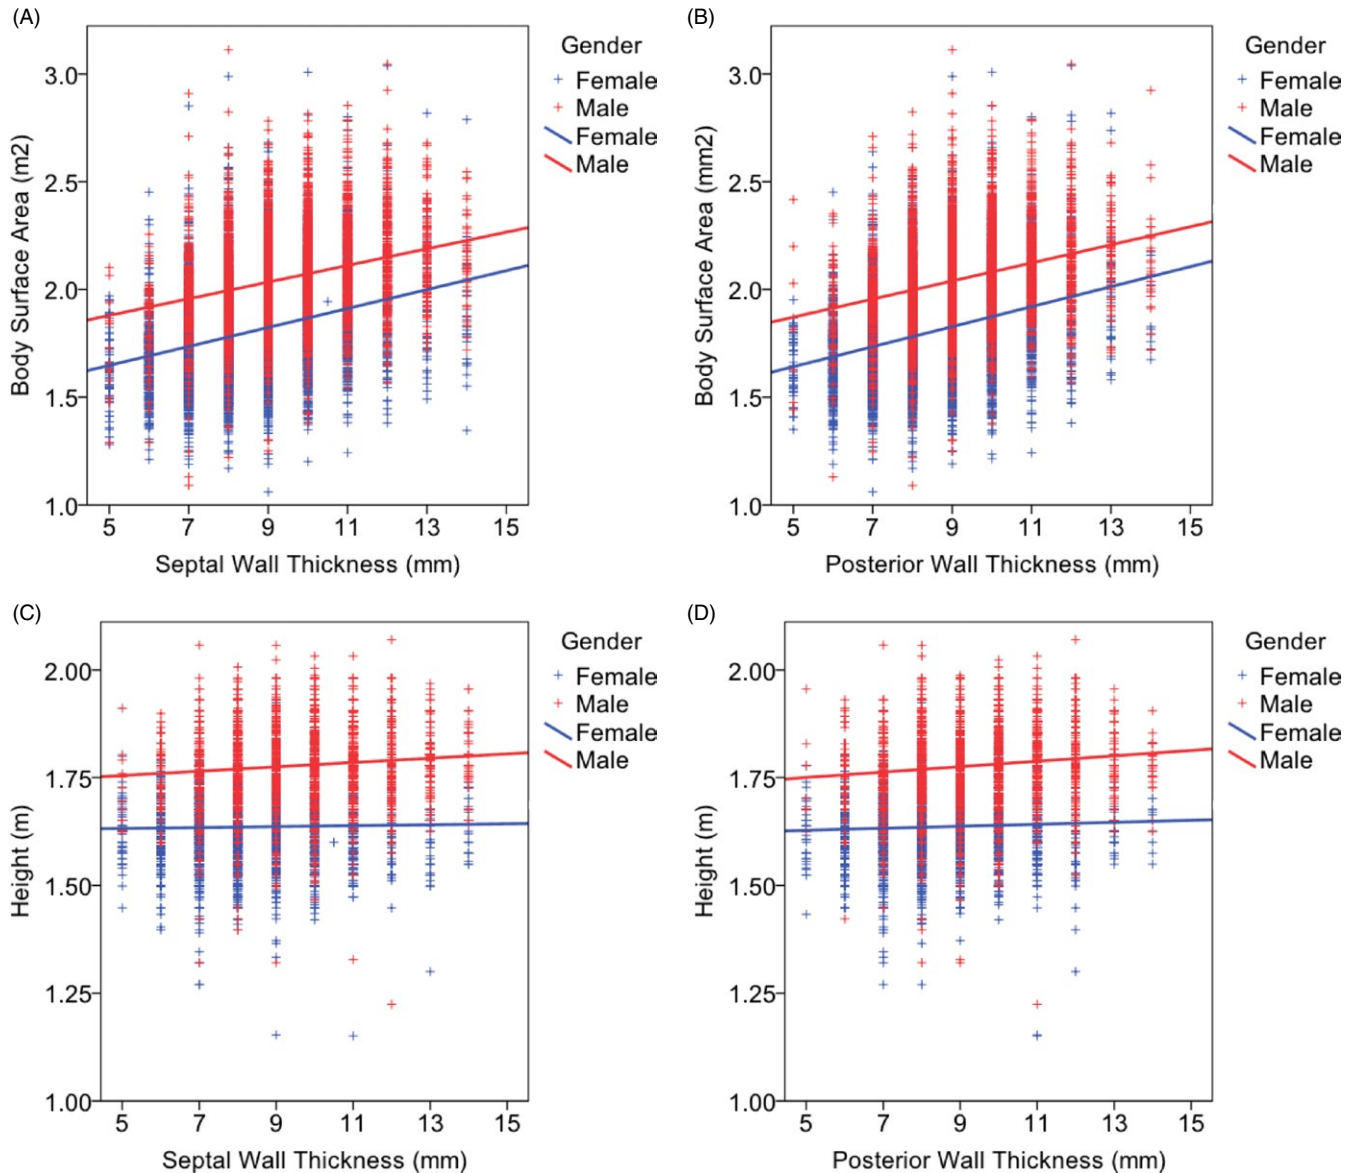 (A)
Gender
Female
Male
Female
Male
3.0
2.5
2.0
1.5
1.0
Body Surface Area (m2)
5 7 9 11 13 15
Septal Wall Thickness (mm)
(B)
Gender
Female
Male
Female
Male
3.0
2.5
2.0
1.5
1.0
Body Surface Area (mm2)
5 7 9 11 13 15
Posterior Wall Thickness (mm)
(C)
Gender
Female
Male
Female
Male
2.00
1.75
1.50
1.25
1.00
Height (m)
5 7 9 11 13 15
Septal Wall Thickness (mm)
(D)
Gender
Female
Male
Female
Male
2.00
1.75
1.50
1.25
1.00
Height (m)
5 7 9 11 13 15
Posterior Wall Thickness (mm)